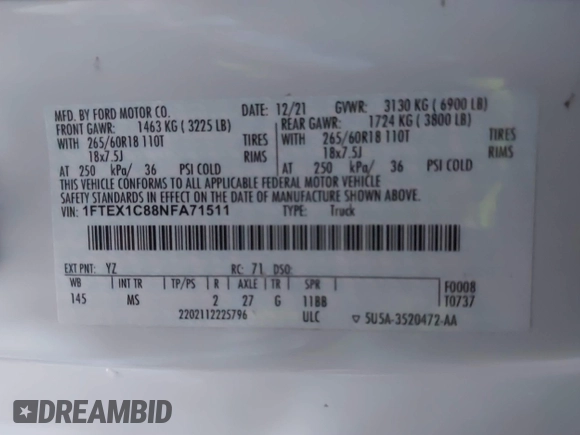 MFD. BY FORD MOTOR CO. DATE: 12/21 GVWR: 3130 KG ( 6900 LB)
FRONT GAWR: 1463 KG ( 3225 LB) REAR GAWR: 1724 KG ( 3800 LB)
WITH 265/60R18 110T TIRES WITH 265/60R18 110T TIRES
18x7.5J RIMS 18x7.5J RIMS
AT 250 kPa/ 36 PSI COLD AT 250 kPa/ 36 PSI COLD
THIS VEHICLE CONFORMS TO ALL APPLICABLE FEDERAL MOTOR VEHICLE
SAFETY STANDARDS IN EFFECT ON THE DATE OF MANUFACTURE SHOWN ABOVE.
VIN: 1FTEX1C88NFA71511 TYPE: Truck
EXT PNT: YZ RC: 71 DSO:
WB INT TR TP/PS R AXLE TR SPR F0008
145 MS 2 27 G 11BB T0737
2202112225796 ULC ▽ 5U5A-3520472-AA
DREAMBID